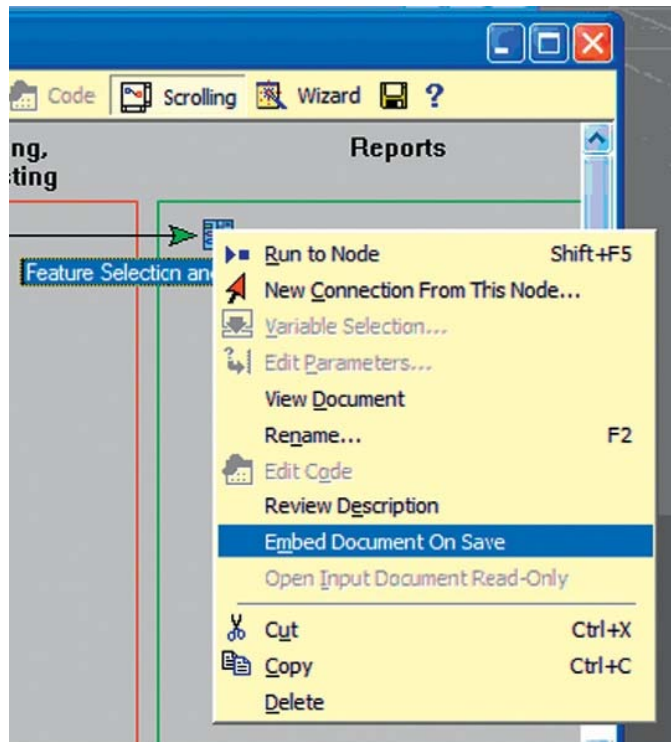 Code Scrolling Wizard ?
ng,
ting
Reports
Feature Selection an
Run to Node Shift+F5
New Connection From This Node...
Variable Selection...
Edit Parameters...
View Document
Rename... F2
Edit Code
Review Description
Embed Document On Save
Open Input Document Read-Only
Cut Ctrl+X
Copy Ctrl+C
Delete